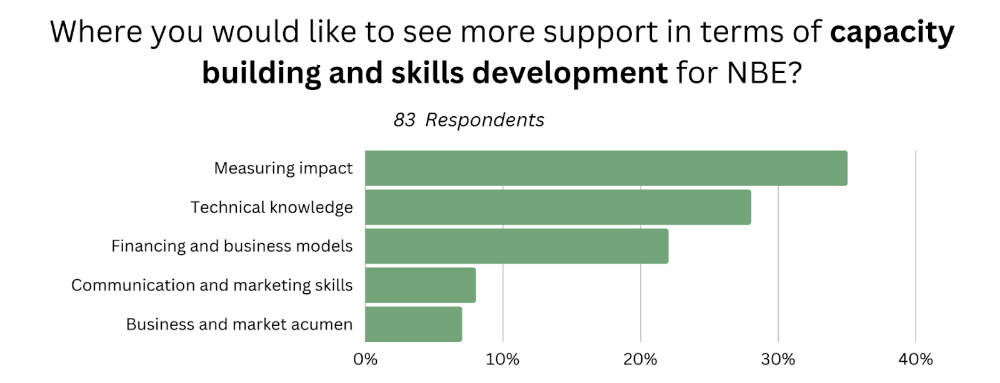 Where you would like to see more support in terms of capacity
building and skills development for NBE?
83 Respondents
Measuring impact
Technical knowledge
Financing and business models
Communication and marketing skills
Business and market acumen
0% 10% 20% 30% 40%